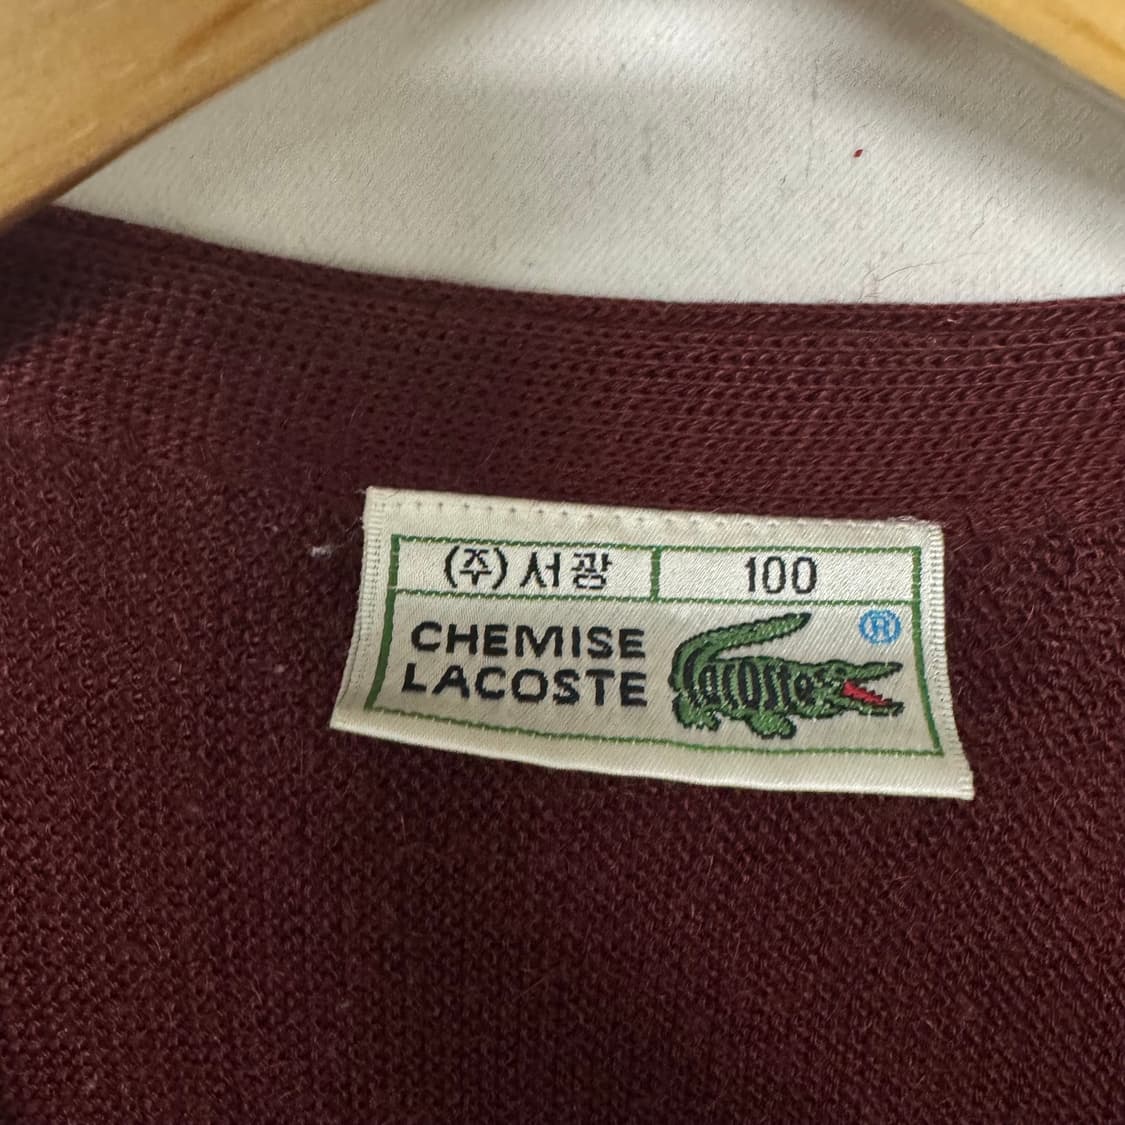 (주) 서광 100
CHEMISE
LACOSTE
Lacoste
®